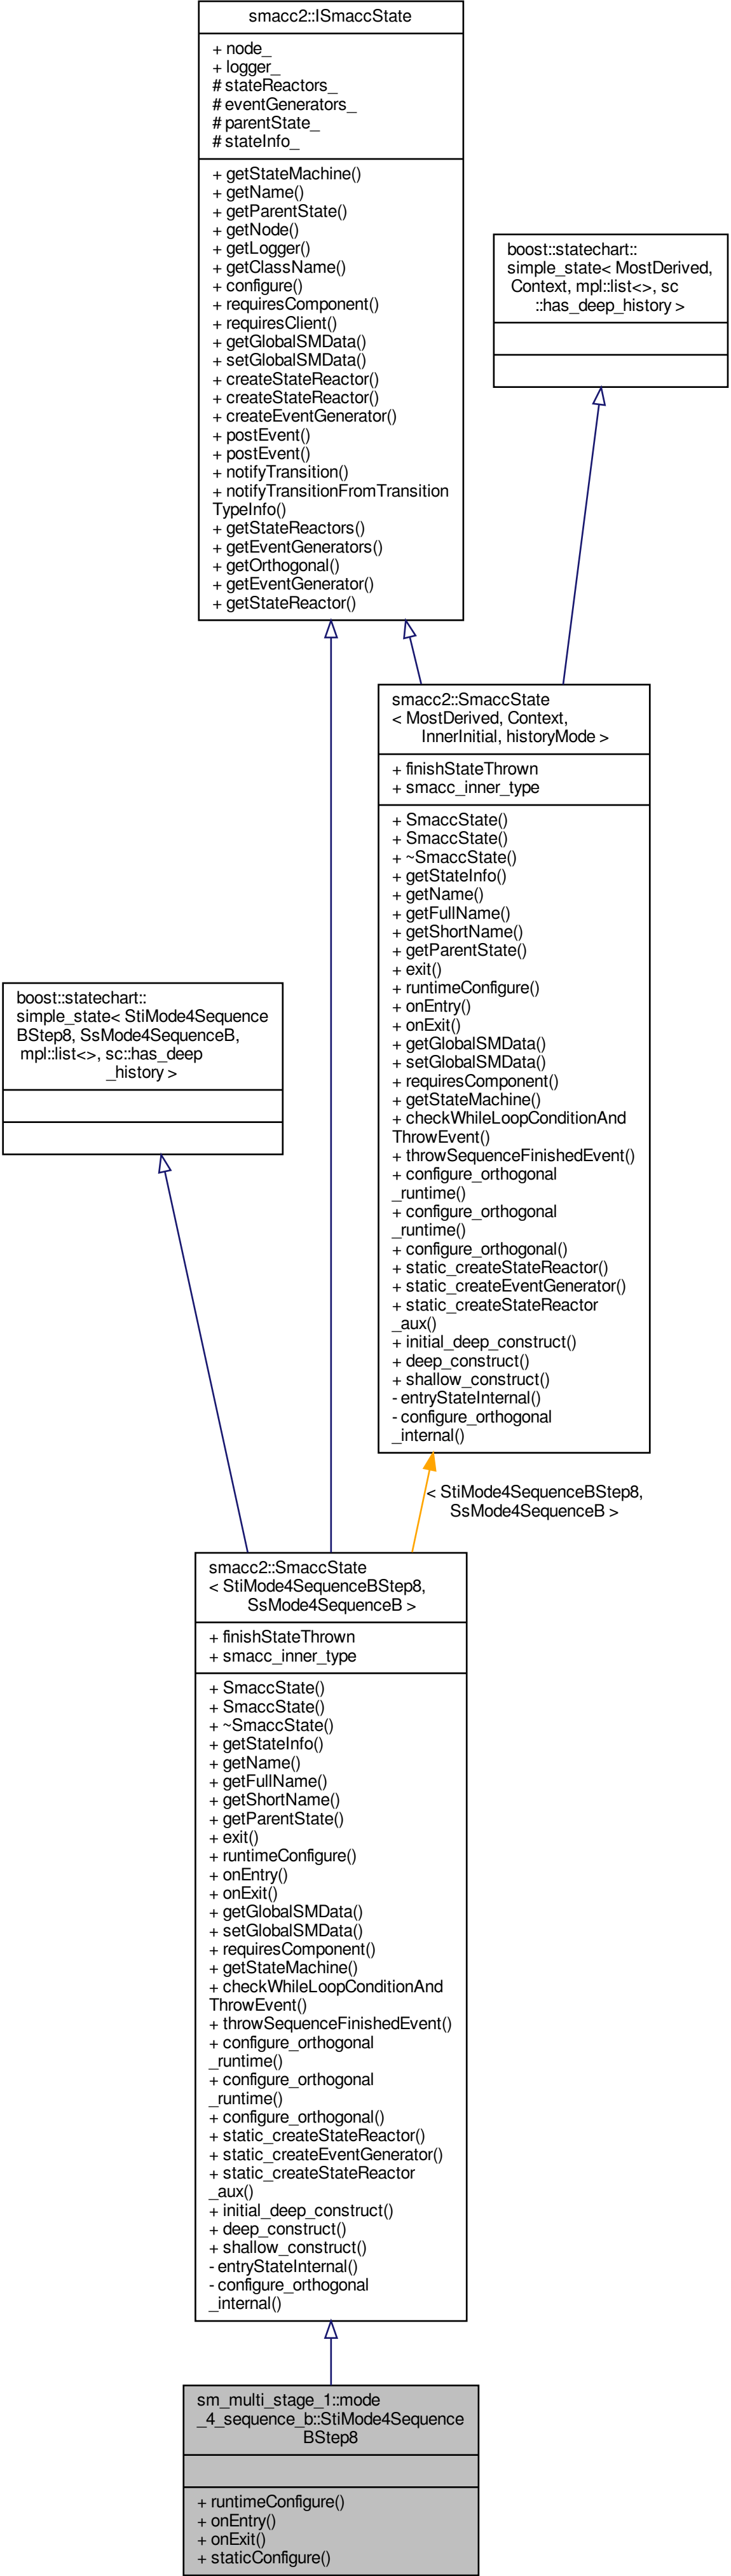 smacc2::ISmaccState
+ node_
+ logger_
# stateReactors_
# eventGenerators_
# parentState_
# stateInfo_
+ getStateMachine()
+ getName()
+ getParentState()
+ getNode()
+ getLogger()
+ getClassName()
+ configure()
+ requiresComponent()
+ requiresClient()
+ getGlobalSMData()
+ setGlobalSMData()
+ createStateReactor()
+ createStateReactor()
+ createEventGenerator()
+ postEvent()
+ postEvent()
+ notifyTransition()
+ notifyTransitionFromTransition
TypeInfo()
+ getStateReactors()
+ getEventGenerators()
+ getOrthogonal()
+ getEventGenerator()
+ getStateReactor()
boost::statechart::
simple_state< MostDerived,
Context, mpl::list<>, sc
::has_deep_history >
smacc2::SmaccState
< MostDerived, Context,
InnerInitial, historyMode >
+ finishStateThrown
+ smacc_inner_type
+ SmaccState()
+ SmaccState()
+ ~SmaccState()
+ getStateInfo()
+ getName()
+ getFullName()
+ getShortName()
+ getParentState()
+ exit()
+ runtimeConfigure()
+ onEntry()
+ onExit()
+ getGlobalSMData()
+ setGlobalSMData()
+ requiresComponent()
+ getStateMachine()
+ checkWhileLoopConditionAnd
ThrowEvent()
+ throwSequenceFinishedEvent()
+ configure_orthogonal
_runtime()
+ configure_orthogonal
_runtime()
+ configure_orthogonal()
+ static_createStateReactor()
+ static_createEventGenerator()
+ static_createStateReactor
_aux()
+ initial_deep_construct()
+ deep_construct()
+ shallow_construct()
- entryStateInternal()
- configure_orthogonal
_internal()
boost::statechart::
simple_state< StiMode4Sequence
BStep8, SsMode4SequenceB,
mpl::list<>, sc::has_deep
_history >
< StiMode4SequenceBStep8,
SsMode4SequenceB >
smacc2::SmaccState
< StiMode4SequenceBStep8,
SsMode4SequenceB >
+ finishStateThrown
+ smacc_inner_type
+ SmaccState()
+ SmaccState()
+ ~SmaccState()
+ getStateInfo()
+ getName()
+ getFullName()
+ getShortName()
+ getParentState()
+ exit()
+ runtimeConfigure()
+ onEntry()
+ onExit()
+ getGlobalSMData()
+ setGlobalSMData()
+ requiresComponent()
+ getStateMachine()
+ checkWhileLoopConditionAnd
ThrowEvent()
+ throwSequenceFinishedEvent()
+ configure_orthogonal
_runtime()
+ configure_orthogonal
_runtime()
+ configure_orthogonal()
+ static_createStateReactor()
+ static_createEventGenerator()
+ static_createStateReactor
_aux()
+ initial_deep_construct()
+ deep_construct()
+ shallow_construct()
- entryStateInternal()
- configure_orthogonal
_internal()
sm_multi_stage_1::mode
_4_sequence_b::StiMode4Sequence
BStep8
+ runtimeConfigure()
+ onEntry()
+ onExit()
+ staticConfigure()